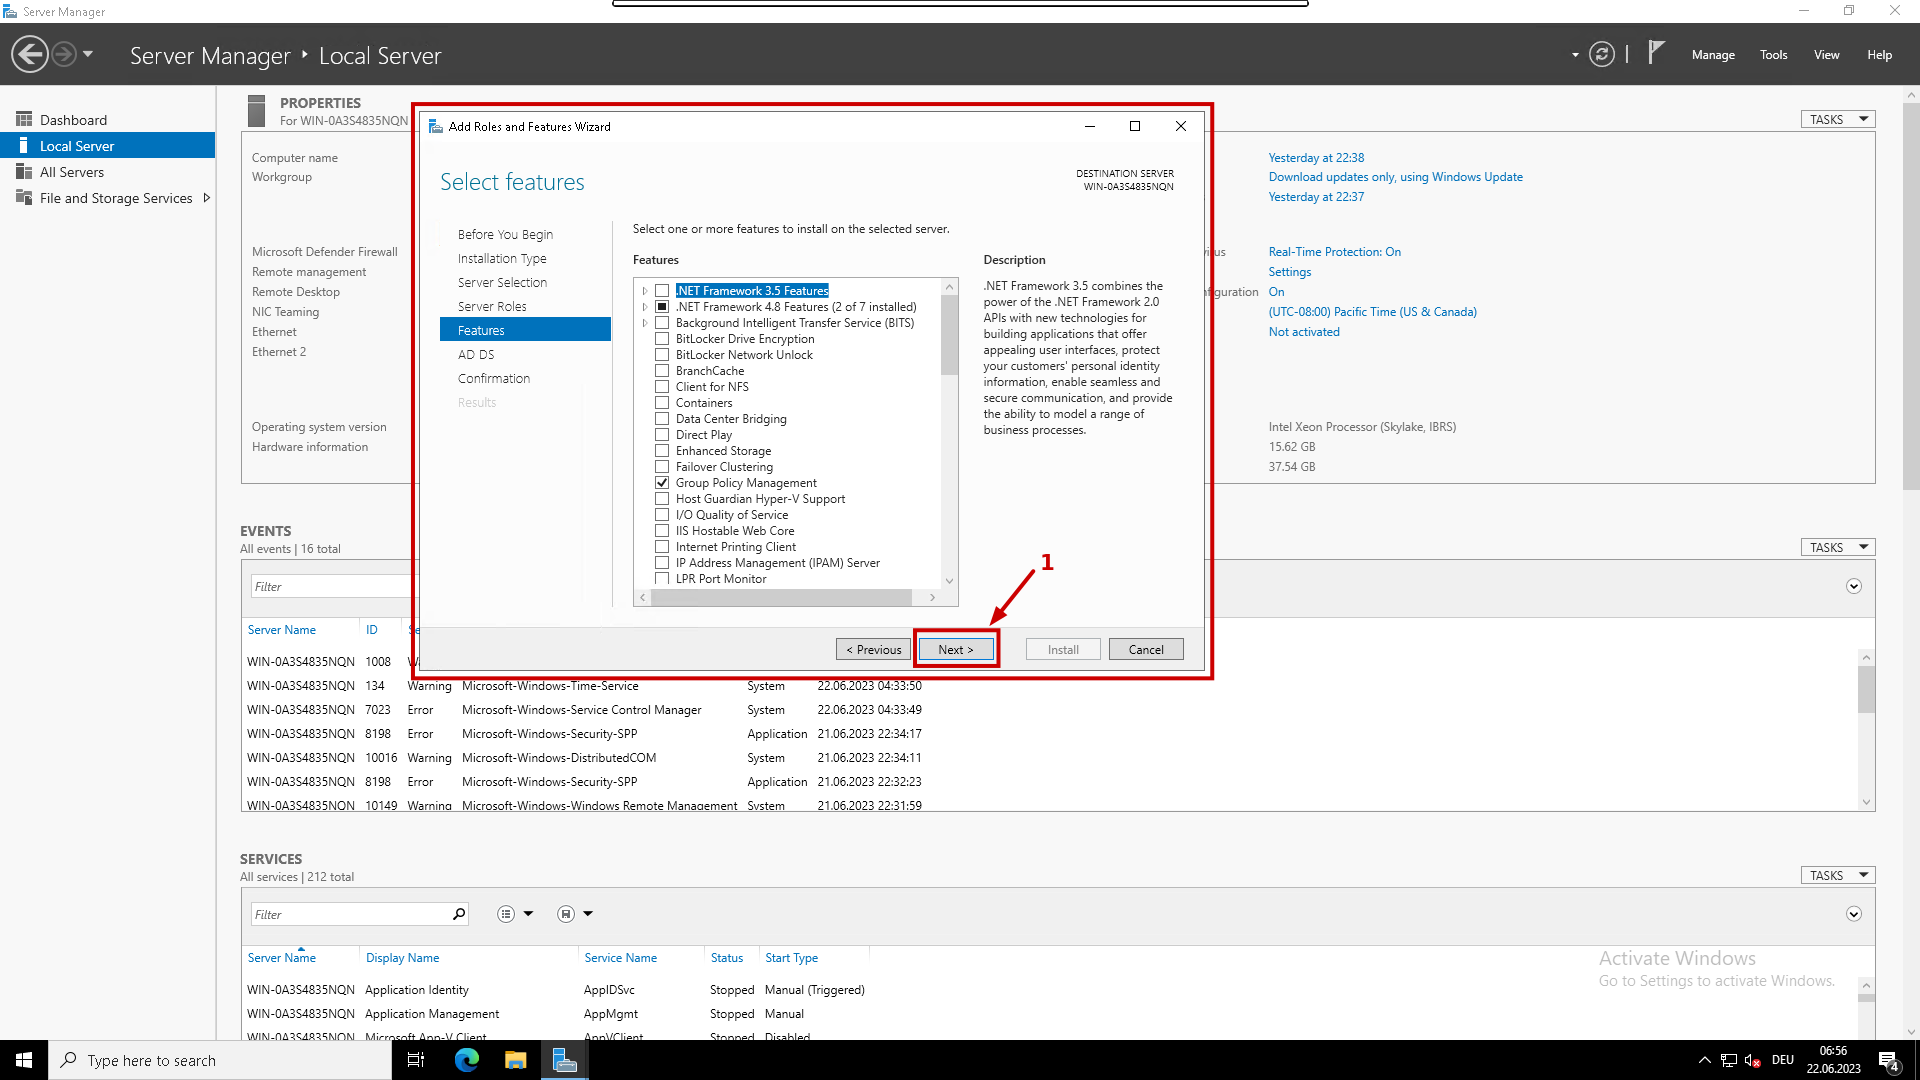 Server Manager
Server Manager ‣ Local Server
Manage Tools View Help
Dashboard
Local Server
All Servers
File and Storage Services
PROPERTIES
For WIN-0A3S4835NQN
TASKS
Computer name
Workgroup
Microsoft Defender Firewall
Remote management
Remote Desktop
NIC Teaming
Ethernet
Ethernet 2
Operating system version
Hardware information
Yesterday at 22:38
Download updates only, using Windows Update
Yesterday at 22:37
Real-Time Protection: On
Settings
On
(UTC-08:00) Pacific Time (US & Canada)
Not activated
Intel Xeon Processor (Skylake, IBRS)
15.62 GB
37.54 GB
Add Roles and Features Wizard
Select features
DESTINATION SERVER
WIN-0A3S4835NQN
Before You Begin
Installation Type
Server Selection
Server Roles
Features
AD DS
Confirmation
Results
Select one or more features to install on the selected server.
Features
.NET Framework 3.5 Features
.NET Framework 4.8 Features (2 of 7 installed)
Background Intelligent Transfer Service (BITS)
BitLocker Drive Encryption
BitLocker Network Unlock
BranchCache
Client for NFS
Containers
Data Center Bridging
Direct Play
Enhanced Storage
Failover Clustering
Group Policy Management
Host Guardian Hyper-V Support
I/O Quality of Service
IIS Hostable Web Core
Internet Printing Client
IP Address Management (IPAM) Server
LPR Port Monitor
Description
.NET Framework 3.5 combines the
power of the .NET Framework 2.0
APIs with new technologies for
building applications that offer
appealing user interfaces, protect
your customers' personal identity
information, enable seamless and
secure communication, and provide
the ability to model a range of
business processes.
1
< Previous Next > Install Cancel
EVENTS
All events | 16 total
TASKS
Filter
Server Name ID
WIN-0A3S4835NQN 1008
WIN-0A3S4835NQN 134 Warning Microsoft-Windows-Time-Service System 22.06.2023 04:33:50
WIN-0A3S4835NQN 7023 Error Microsoft-Windows-Service Control Manager System 22.06.2023 04:33:49
WIN-0A3S4835NQN 8198 Error Microsoft-Windows-Security-SPP Application 21.06.2023 22:34:17
WIN-0A3S4835NQN 10016 Warning Microsoft-Windows-DistributedCOM System 21.06.2023 22:34:11
WIN-0A3S4835NQN 8198 Error Microsoft-Windows-Security-SPP Application 21.06.2023 22:32:23
WIN-0A3S4835NQN 10149 Warning Microsoft-Windows-Windows Remote Management System 21.06.2023 22:31:59
SERVICES
All services | 212 total
TASKS
Filter
Server Name Display Name Service Name Status Start Type
WIN-0A3S4835NQN Application Identity AppIDSvc Stopped Manual (Triggered)
WIN-0A3S4835NQN Application Management AppMgmt Stopped Manual
WIN-0A3S4835NQN Microsoft App-V Client AppVClient Stopped Disabled
Activate Windows
Go to Settings to activate Windows.
Type here to search
DEU
06:56
22.06.2023
4